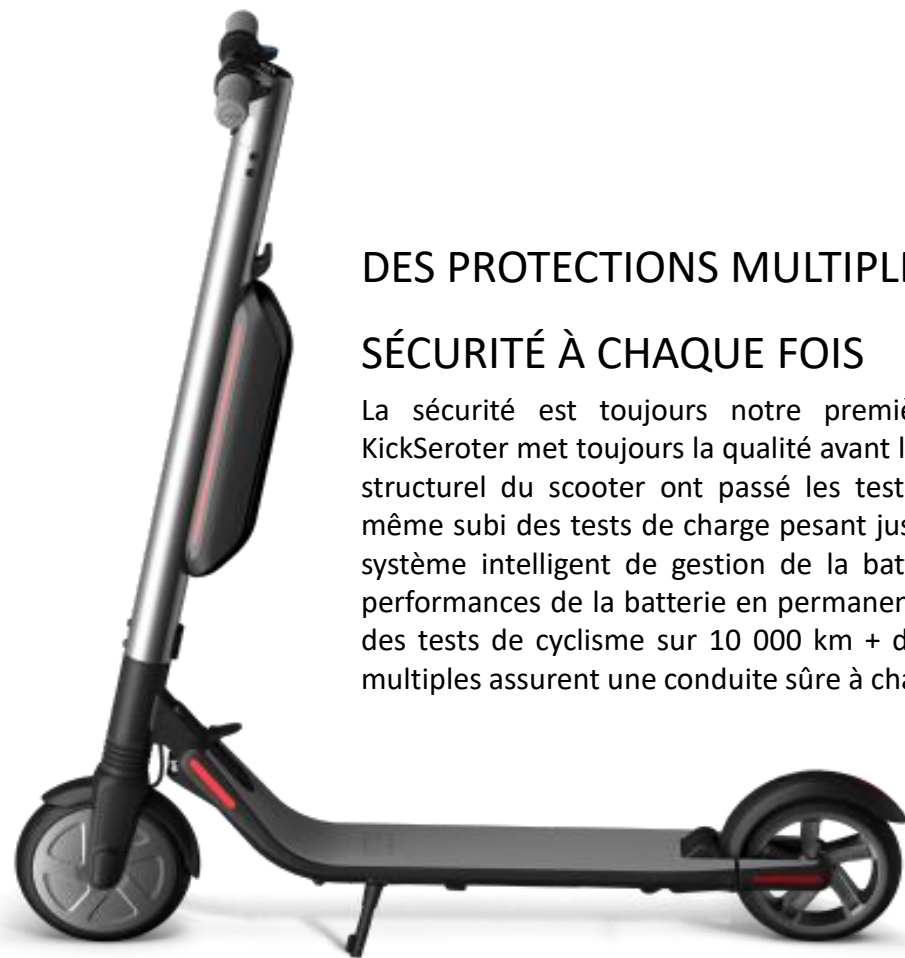 DES PROTECTIONS MULTIPL
SÉCURITÉ À CHAQUE FOIS
La sécurité est toujours notre premiè
KickSeroter met toujours la qualité avant l
structurel du scooter ont passé les test
même subi des tests de charge pesant jus
système intelligent de gestion de la bat
performances de la batterie en permanen
des tests de cyclisme sur 10 000 km + d
multiples assurent une conduite sûre à cha